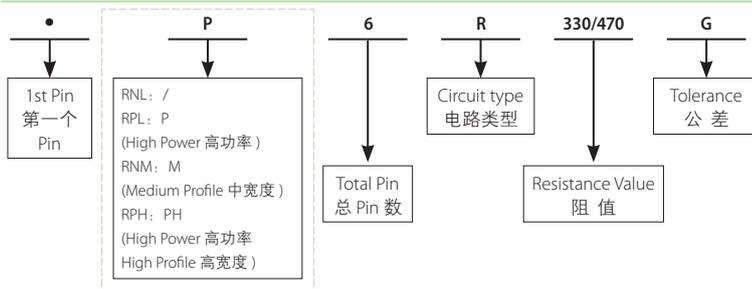 • P 6 R 330/470 G
1st Pin
第一个
Pin
RNL：/
RPL：P
(High Power 高功率 )
RNM：M
(Medium Profile 中宽度 )
RPH：PH
(High Power 高功率
High Profile 高宽度 )
Total Pin
总 Pin 数
Circuit type
电路类型
Resistance Value
阻 值
Tolerance
公 差